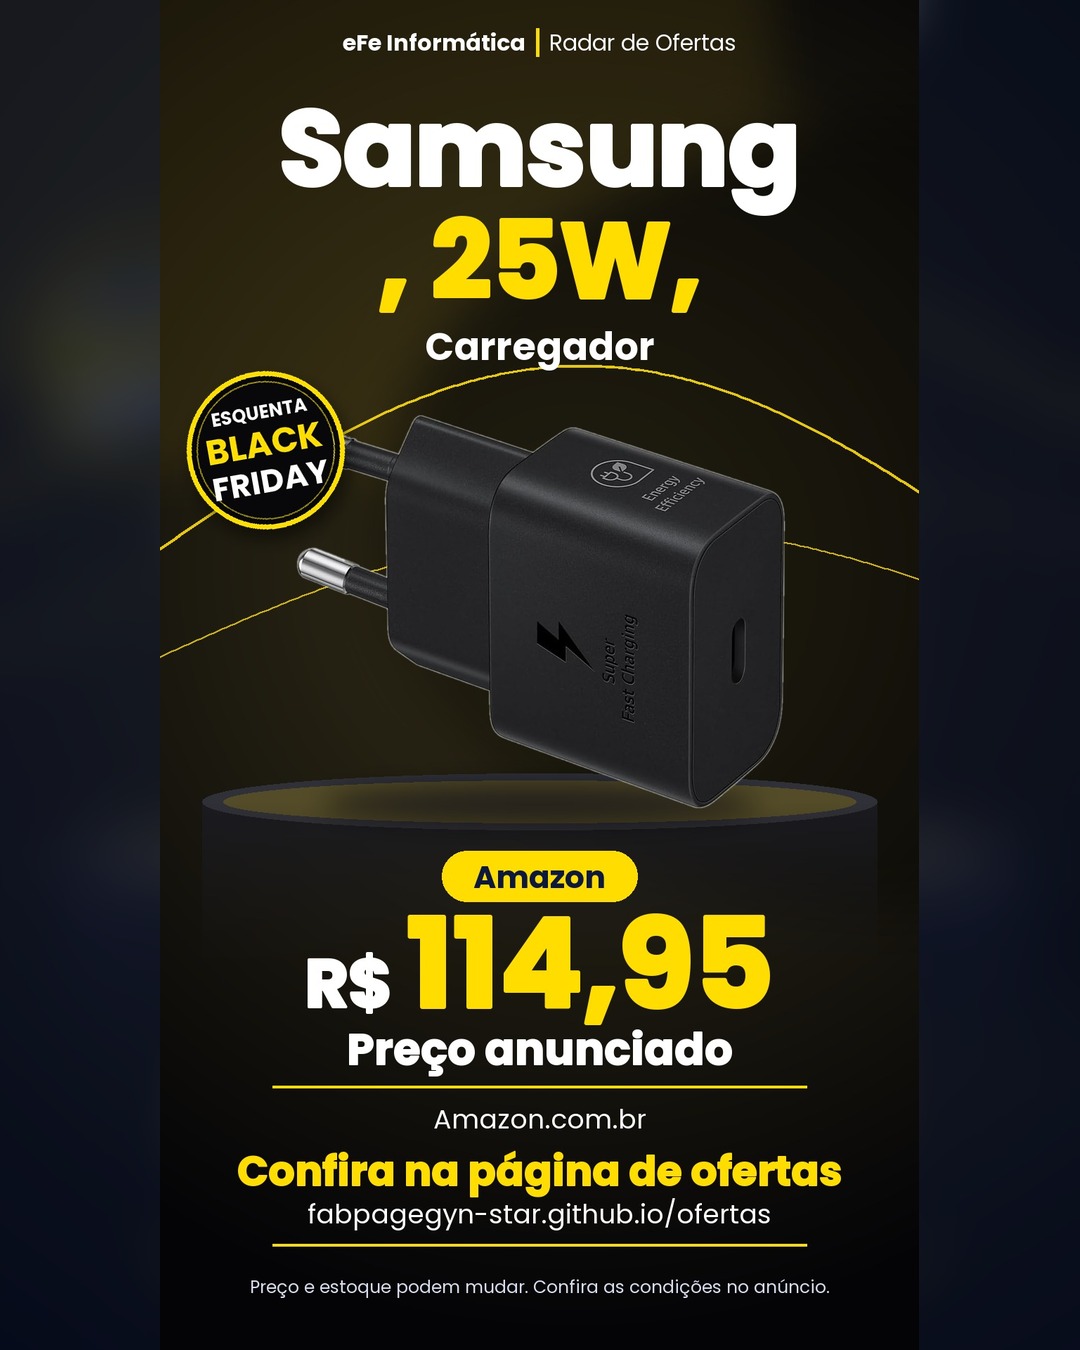 eFe Informática | Radar de Ofertas
Samsung
, 25W,
Carregador
ESQUENTA
BLACK
FRIDAY
Energy
Efficiency
Super
Fast Charging
Amazon
R$ 114,95
Preço anunciado
Amazon.com.br
Confira na página de ofertas
fabpagegyn-star.github.io/ofertas
Preço e estoque podem mudar. Confira as condições no anúncio.